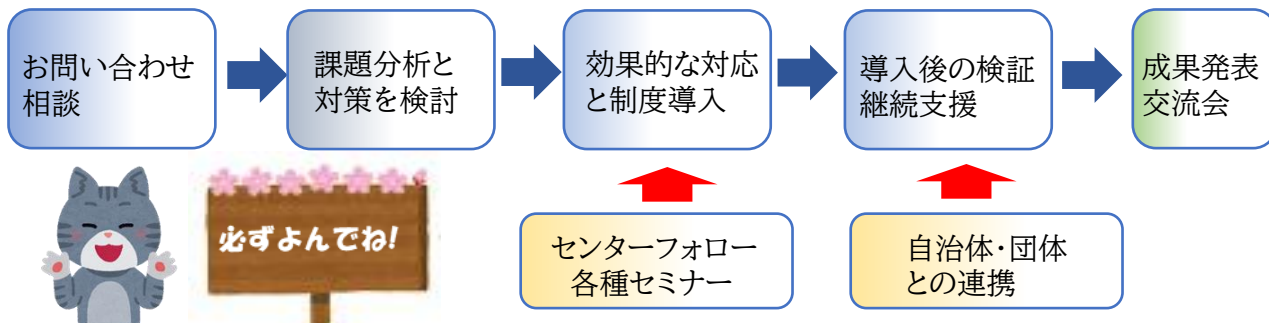 お問い合わせ
相談
課題分析と
対策を検討
効果的な対応
と制度導入
導入後の検証
継続支援
成果発表
交流会
必ずよんでね!
センターフォロー
各種セミナー
自治体・団体
との連携